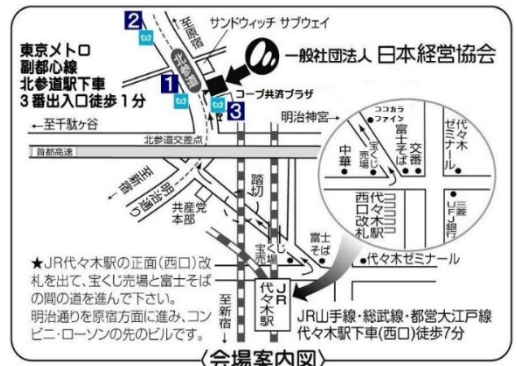 2
至原宿
サンドウィッチ サブウェイ
一般社団法人 日本経営協会
東京メトロ
副都心線
北参道駅下車
3番出入口徒歩1分
北参道
1
3
コープ共済プラザ
←至千駄ヶ谷
明治神宮→
北参道交差点
首都高速
ココカラ
ファイン
宝くじ
売場
富士そば
交番
代々木
ゼミナール
中華
代々木駅
西口改札
三菱
UFJ銀行
至新宿
明治通り
共産党
本部
踏切
宝くじ
売場
富士
そば
代々木ゼミナール
JR
代々木駅
至新宿
★JR代々木駅の正面(西口)改
札を出て、宝くじ売場と富士そば
の間の道を進んで下さい。
明治通りを原宿方面に進み、コン
ビニ・ローソンの先のビルです。
JR山手線・総武線・都営大江戸線
代々木駅下車(西口)徒歩7分
〈会場案内図〉